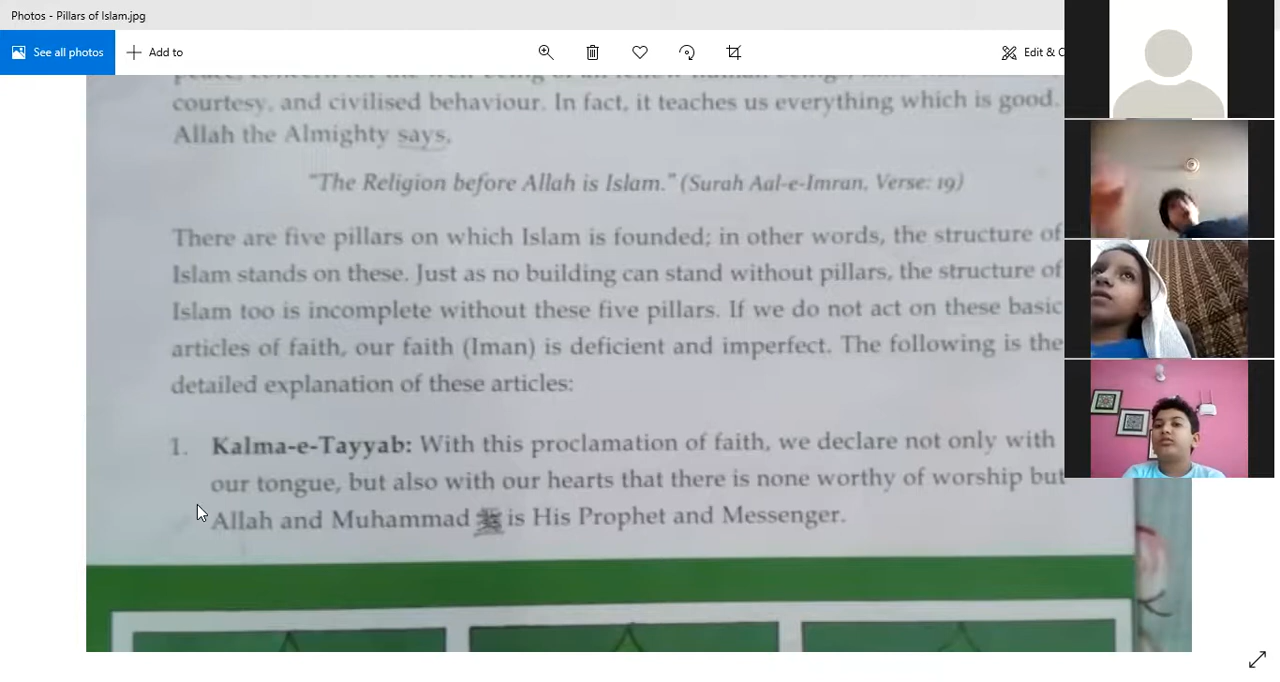 Photos - Pillars of Islam.jpg
See all photos
Add to
Edit & C
courtesy, and civilised behaviour. In fact, it teaches us everything which is good.
Allah the Almighty says,
"The Religion before Allah is Islam." (Surah Aal-e-Imran, Verse: 19)
There are five pillars on which Islam is founded; in other words, the structure of
Islam stands on these. Just as no building can stand without pillars, the structure of
Islam too is incomplete without these five pillars. If we do not act on these basic
articles of faith, our faith (Iman) is deficient and imperfect. The following is the
detailed explanation of these articles:
1. Kalma-e-Tayyab: With this proclamation of faith, we declare not only with
our tongue, but also with our hearts that there is none worthy of worship but
Allah and Muhammad ﷺ is His Prophet and Messenger.